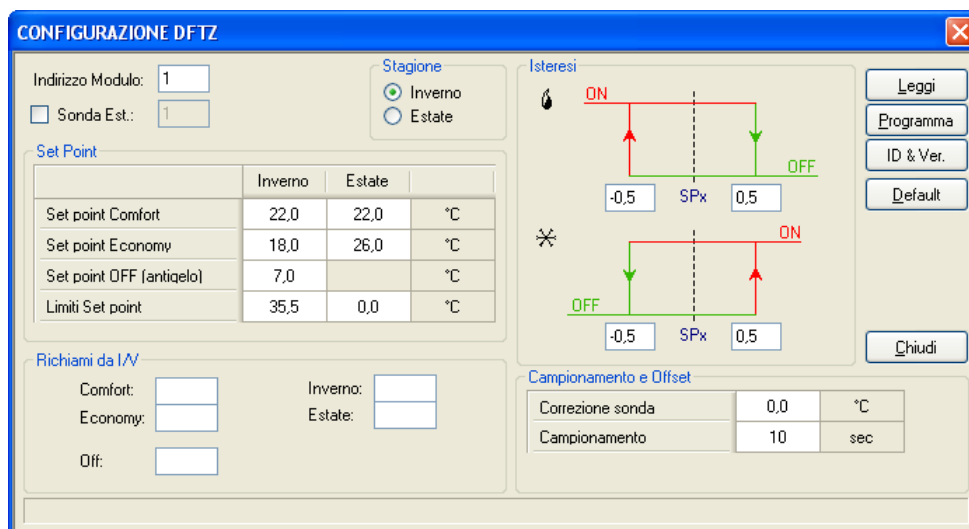 CONFIGURAZIONE DFTZ
Indirizzo Modulo: 1
Sonda Est.: 1
Stagione
Inverno
Estate
Set Point
Inverno Estate
Set point Comfort 22,0 22,0 °C
Set point Economy 18,0 26,0 °C
Set point OFF (antigelo) 7,0 °C
Limiti Set point 35,5 0,0 °C
Richiami da I/V
Comfort:
Economy:
Off:
Inverno:
Estate:
Isteresi
ON
OFF
-0,5 SPx 0,5
ON
OFF
-0,5 SPx 0,5
Campionamento e Offset
Correzione sonda 0,0 °C
Campionamento 10 sec
Leggi
Programma
ID & Ver.
Default
Chiudi